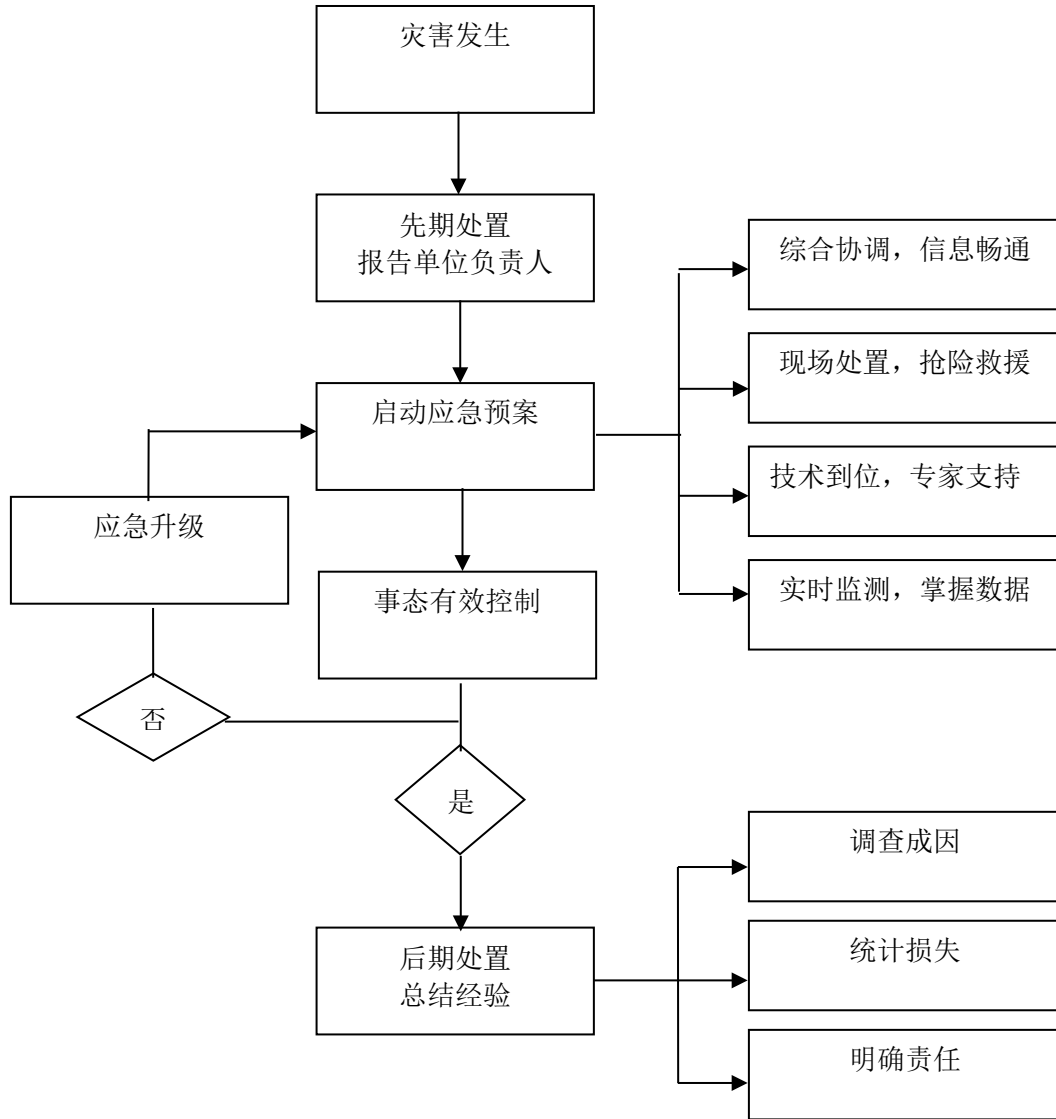 灾害发生
先期处置
报告单位负责人
综合协调，信息畅通
现场处置，抢险救援
启动应急预案
技术到位，专家支持
应急升级
事态有效控制
实时监测，掌握数据
否
是
调查成因
后期处置
总结经验
统计损失
明确责任